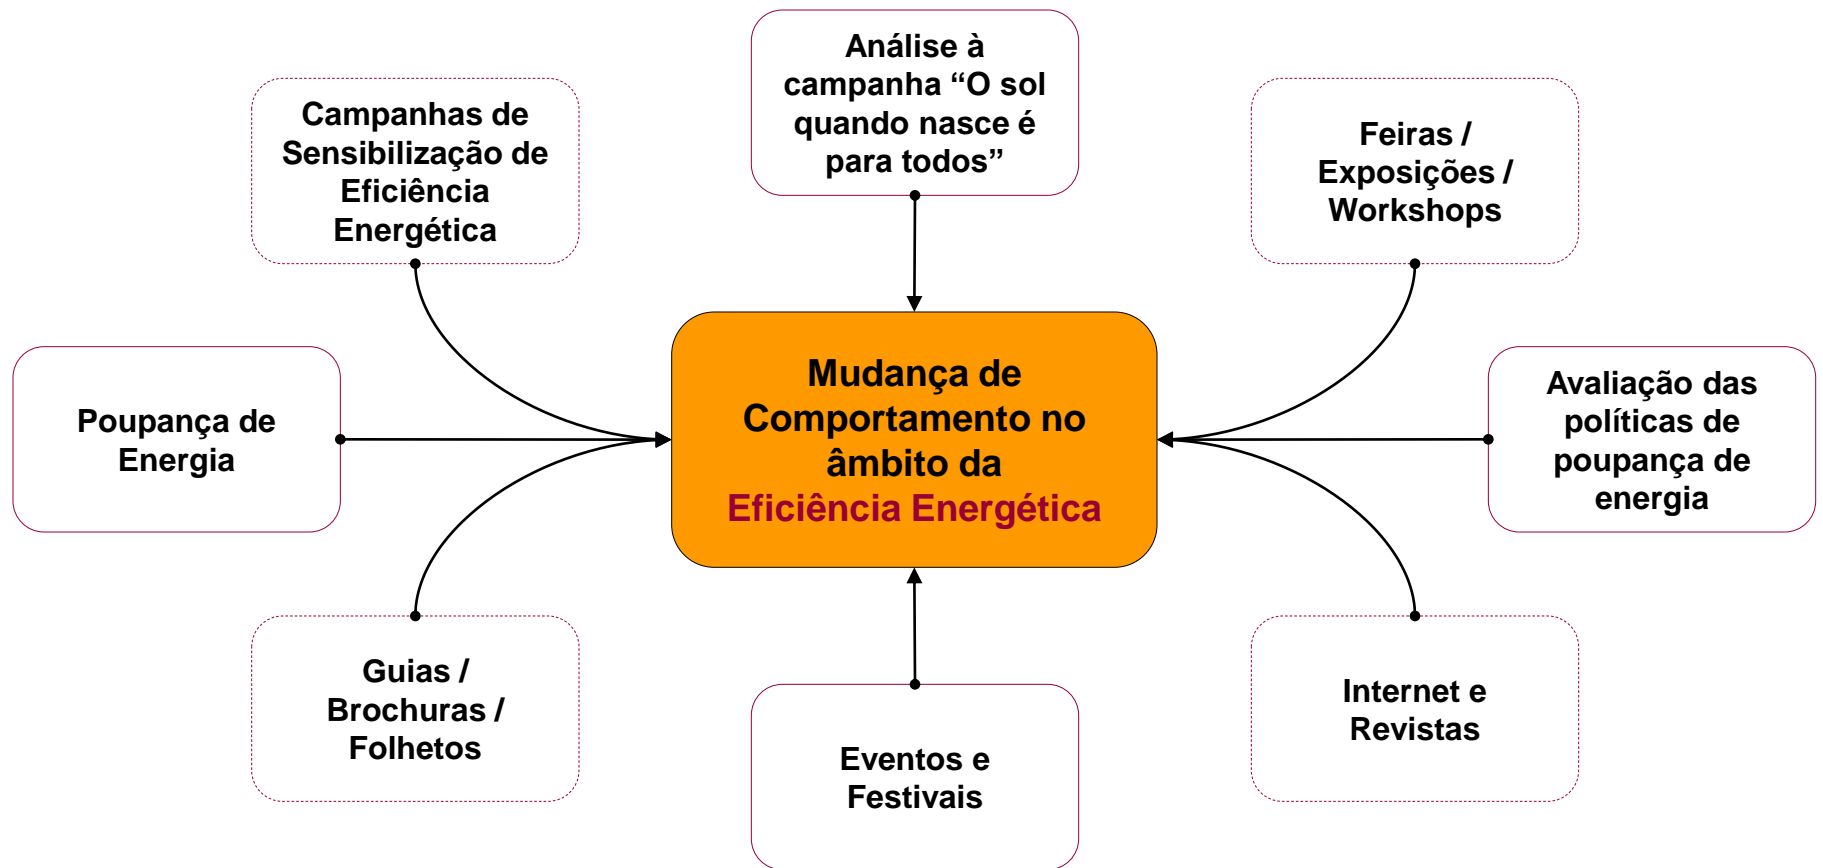 Análise à
campanha “O sol
quando nasce é
para todos”
Campanhas de
Sensibilização de
Eficiência
Energética
Feiras /
Exposições /
Workshops
Poupança de
Energia
Mudança de
Comportamento no
âmbito da
Eficiência Energética
Avaliação das
políticas de
poupança de
energia
Guias /
Brochuras /
Folhetos
Eventos e
Festivais
Internet e
Revistas